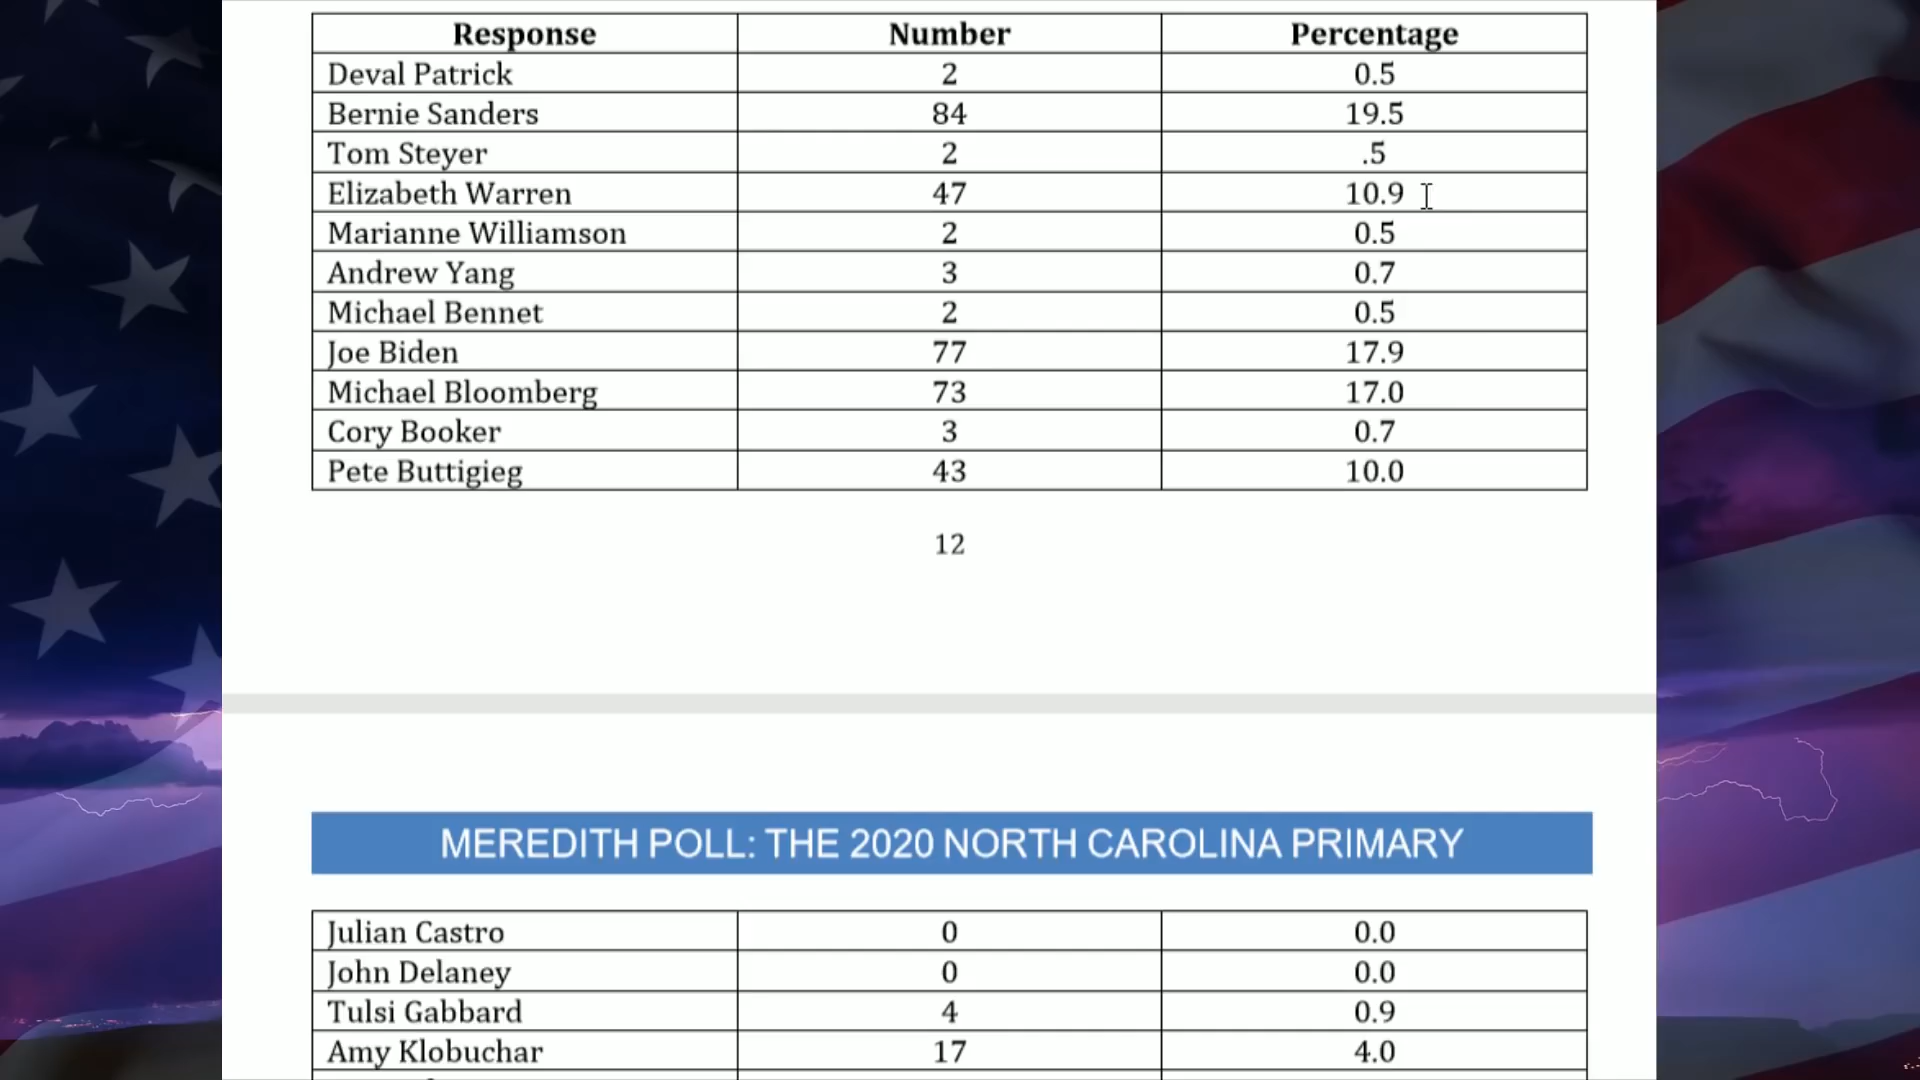 Response Number Percentage
Deval Patrick 2 0.5
Bernie Sanders 84 19.5
Tom Steyer 2 .5
Elizabeth Warren 47 10.9
Marianne Williamson 2 0.5
Andrew Yang 3 0.7
Michael Bennet 2 0.5
Joe Biden 77 17.9
Michael Bloomberg 73 17.0
Cory Booker 3 0.7
Pete Buttigieg 43 10.0
12
MEREDITH POLL: THE 2020 NORTH CAROLINA PRIMARY
Julian Castro 0 0.0
John Delaney 0 0.0
Tulsi Gabbard 4 0.9
Amy Klobuchar 17 4.0